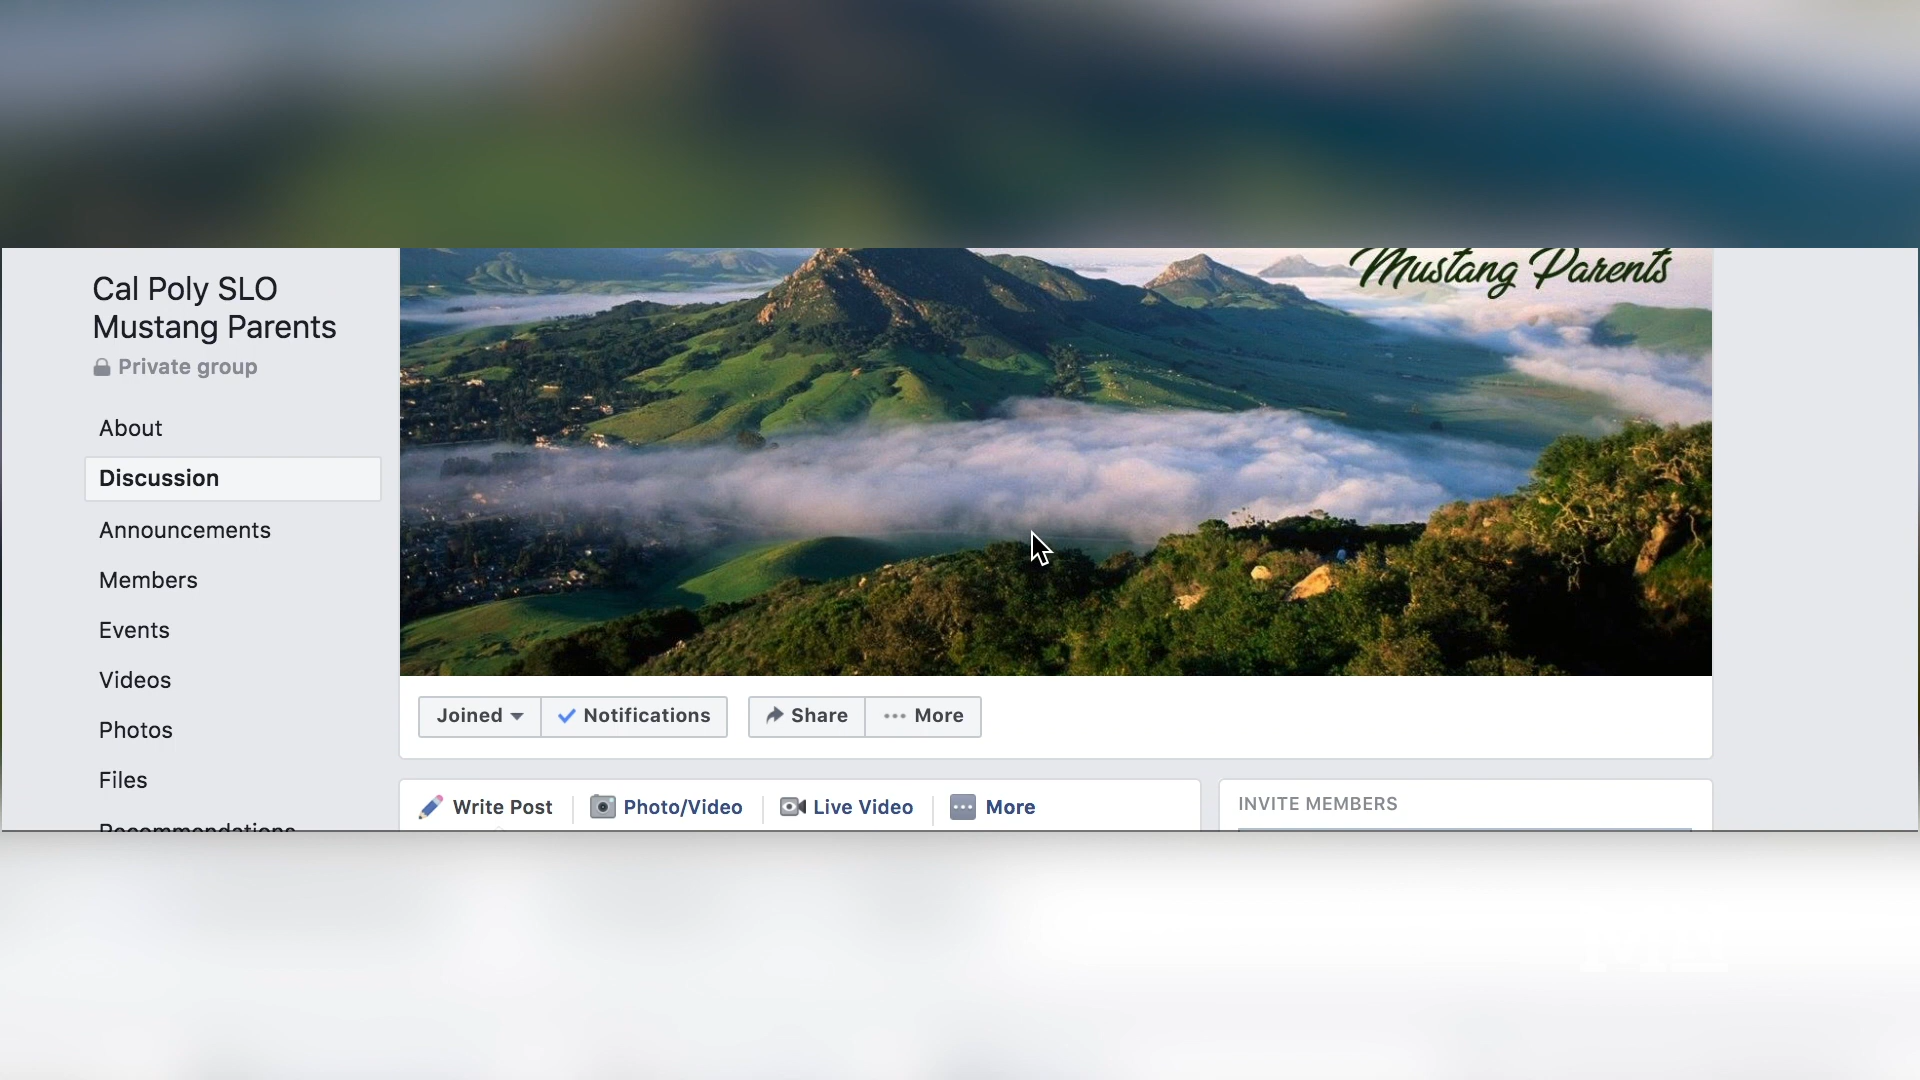 Cal Poly SLO
Mustang Parents
Private group
About
Discussion
Announcements
Members
Events
Videos
Photos
Files
Recommendations
Mustang Parents
Joined
Notifications
Share
More
Write Post
Photo/Video
Live Video
More
INVITE MEMBERS